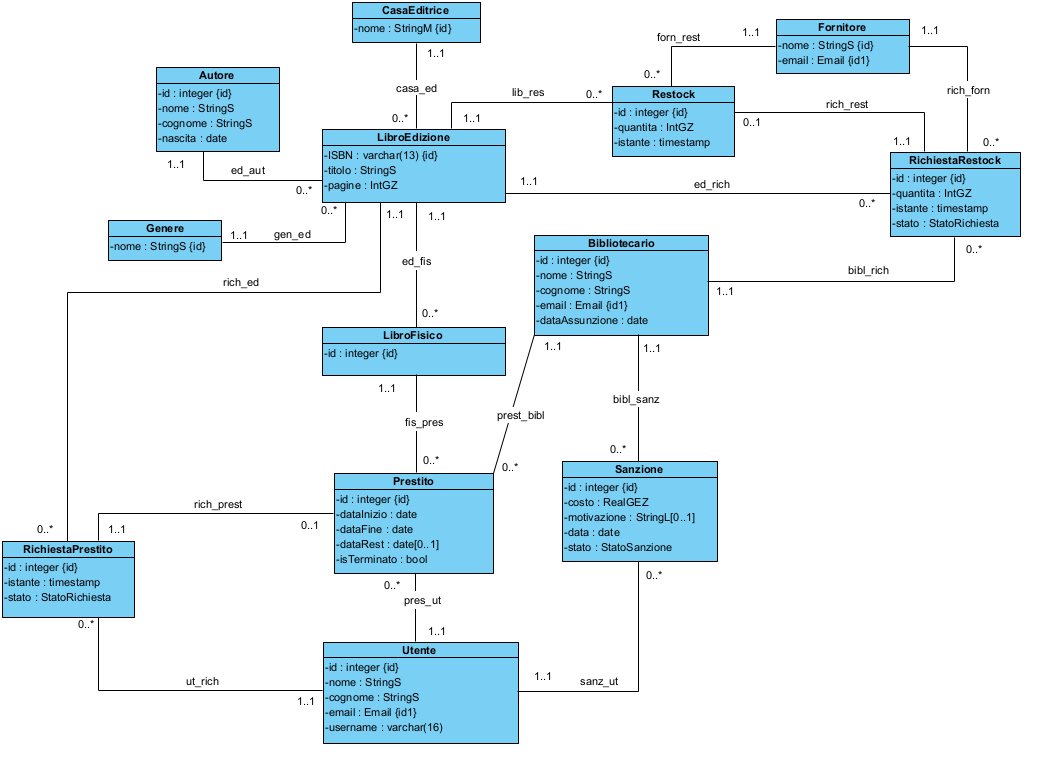 CasaEditrice
-nome : StringM {id}
1..1
casa_ed
0..*
Fornitore
-nome : StringS {id}
-email : Email {id1}
1..1
1..1
forn_rest
0..*
rich_forn
0..*
Autore
-id : integer {id}
-nome : StringS
-cognome : StringS
-nascita : date
1..1
ed_aut
0..*
lib_res
0..*
1..1
Restock
-id : integer {id}
-quantita : IntGZ
-istante : timestamp
rich_rest
0..1
1..1
LibroEdizione
-ISBN : varchar(13) {id}
-titolo : StringS
-pagine : IntGZ
1..1
ed_rich
0..*
RichiestaRestock
-id : integer {id}
-quantita : IntGZ
-istante : timestamp
-stato : StatoRichiesta
0..*
bibl_rich
1..1
Genere
-nome : StringS {id}
1..1
gen_ed
0..*
1..1
1..1
rich_ed
ed_fis
0..*
Bibliotecario
-id : integer {id}
-nome : StringS
-cognome : StringS
-email : Email {id1}
-dataAssunzione : date
1..1
1..1
LibroFisico
-id : integer {id}
1..1
fis_pres
0..*
prest_bibl
0..*
bibl_sanz
0..*
Prestito
-id : integer {id}
-dataInizio : date
-dataFine : date
-dataRest : date[0..1]
-isTerminato : bool
Sanzione
-id : integer {id}
-costo : RealGEZ
-motivazione : StringL[0..1]
-data : date
-stato : StatoSanzione
0..*
rich_prest
0..1
1..1
0..*
RichiestaPrestito
-id : integer {id}
-istante : timestamp
-stato : StatoRichiesta
0..*
0..*
pres_ut
1..1
ut_rich
1..1
Utente
-id : integer {id}
-nome : StringS
-cognome : StringS
-email : Email {id1}
-username : varchar(16)
1..1
sanz_ut